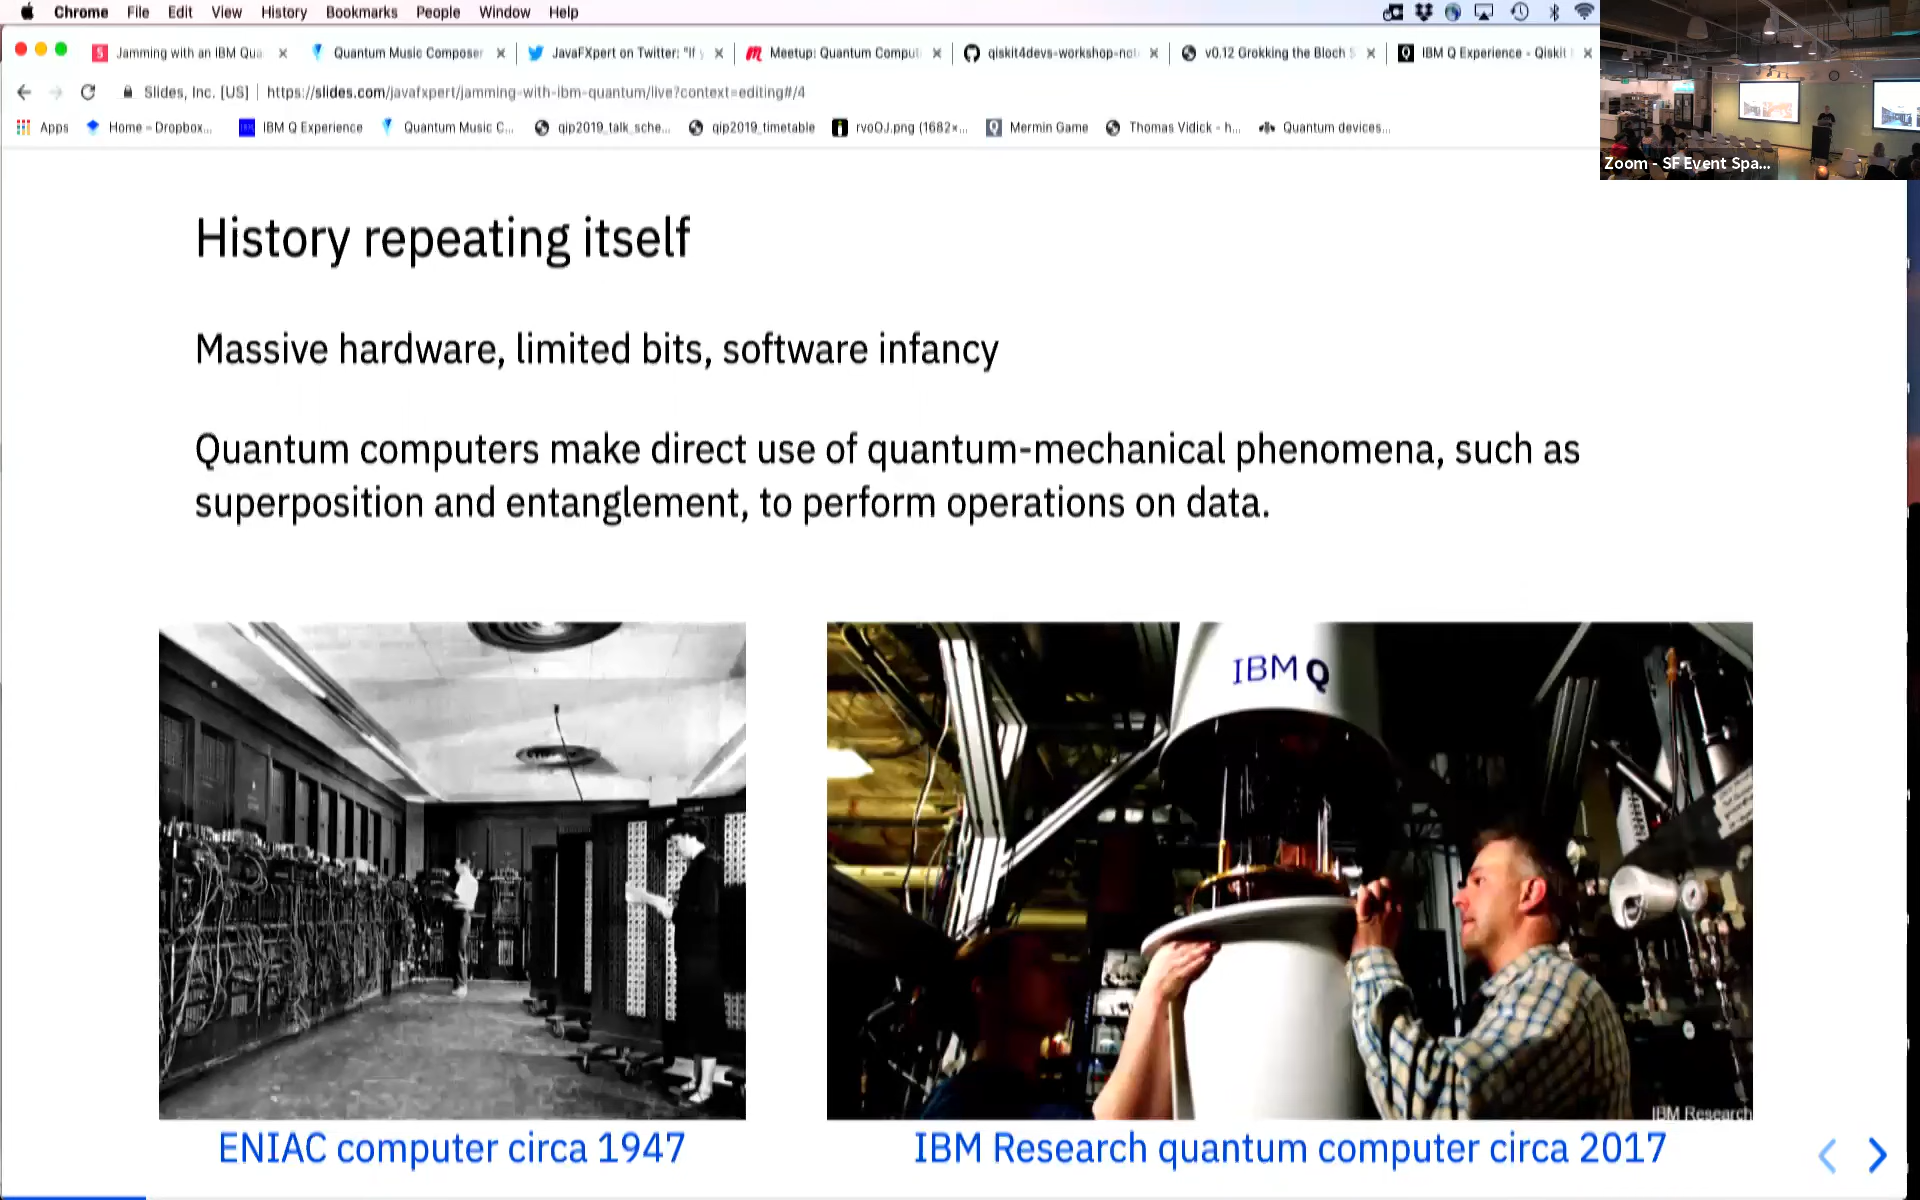 Chrome File Edit View History Bookmarks People Window Help
Jamming with an IBM Qua
Quantum Music Composer
JavaFXpert on Twitter: "If y
Meetup: Quantum Comput
qiskit4devs-workshop-not
v0.12 Grokking the Bloch S
IBM Q Experience - Qiskit
Slides, Inc. [US] https://slides.com/javafxpert/jamming-with-ibm-quantum/live?context=editing#/4
Apps Home - Dropbox... IBM Q Experience Quantum Music C... qip2019_talk_sche... qip2019_timetable rvoOJ.png (1682×... Mermin Game Thomas Vidick - h... Quantum devices...
Zoom - SF Event Spa...
History repeating itself
Massive hardware, limited bits, software infancy
Quantum computers make direct use of quantum-mechanical phenomena, such as
superposition and entanglement, to perform operations on data.
IBM Q
IBM Research
ENIAC computer circa 1947
IBM Research quantum computer circa 2017